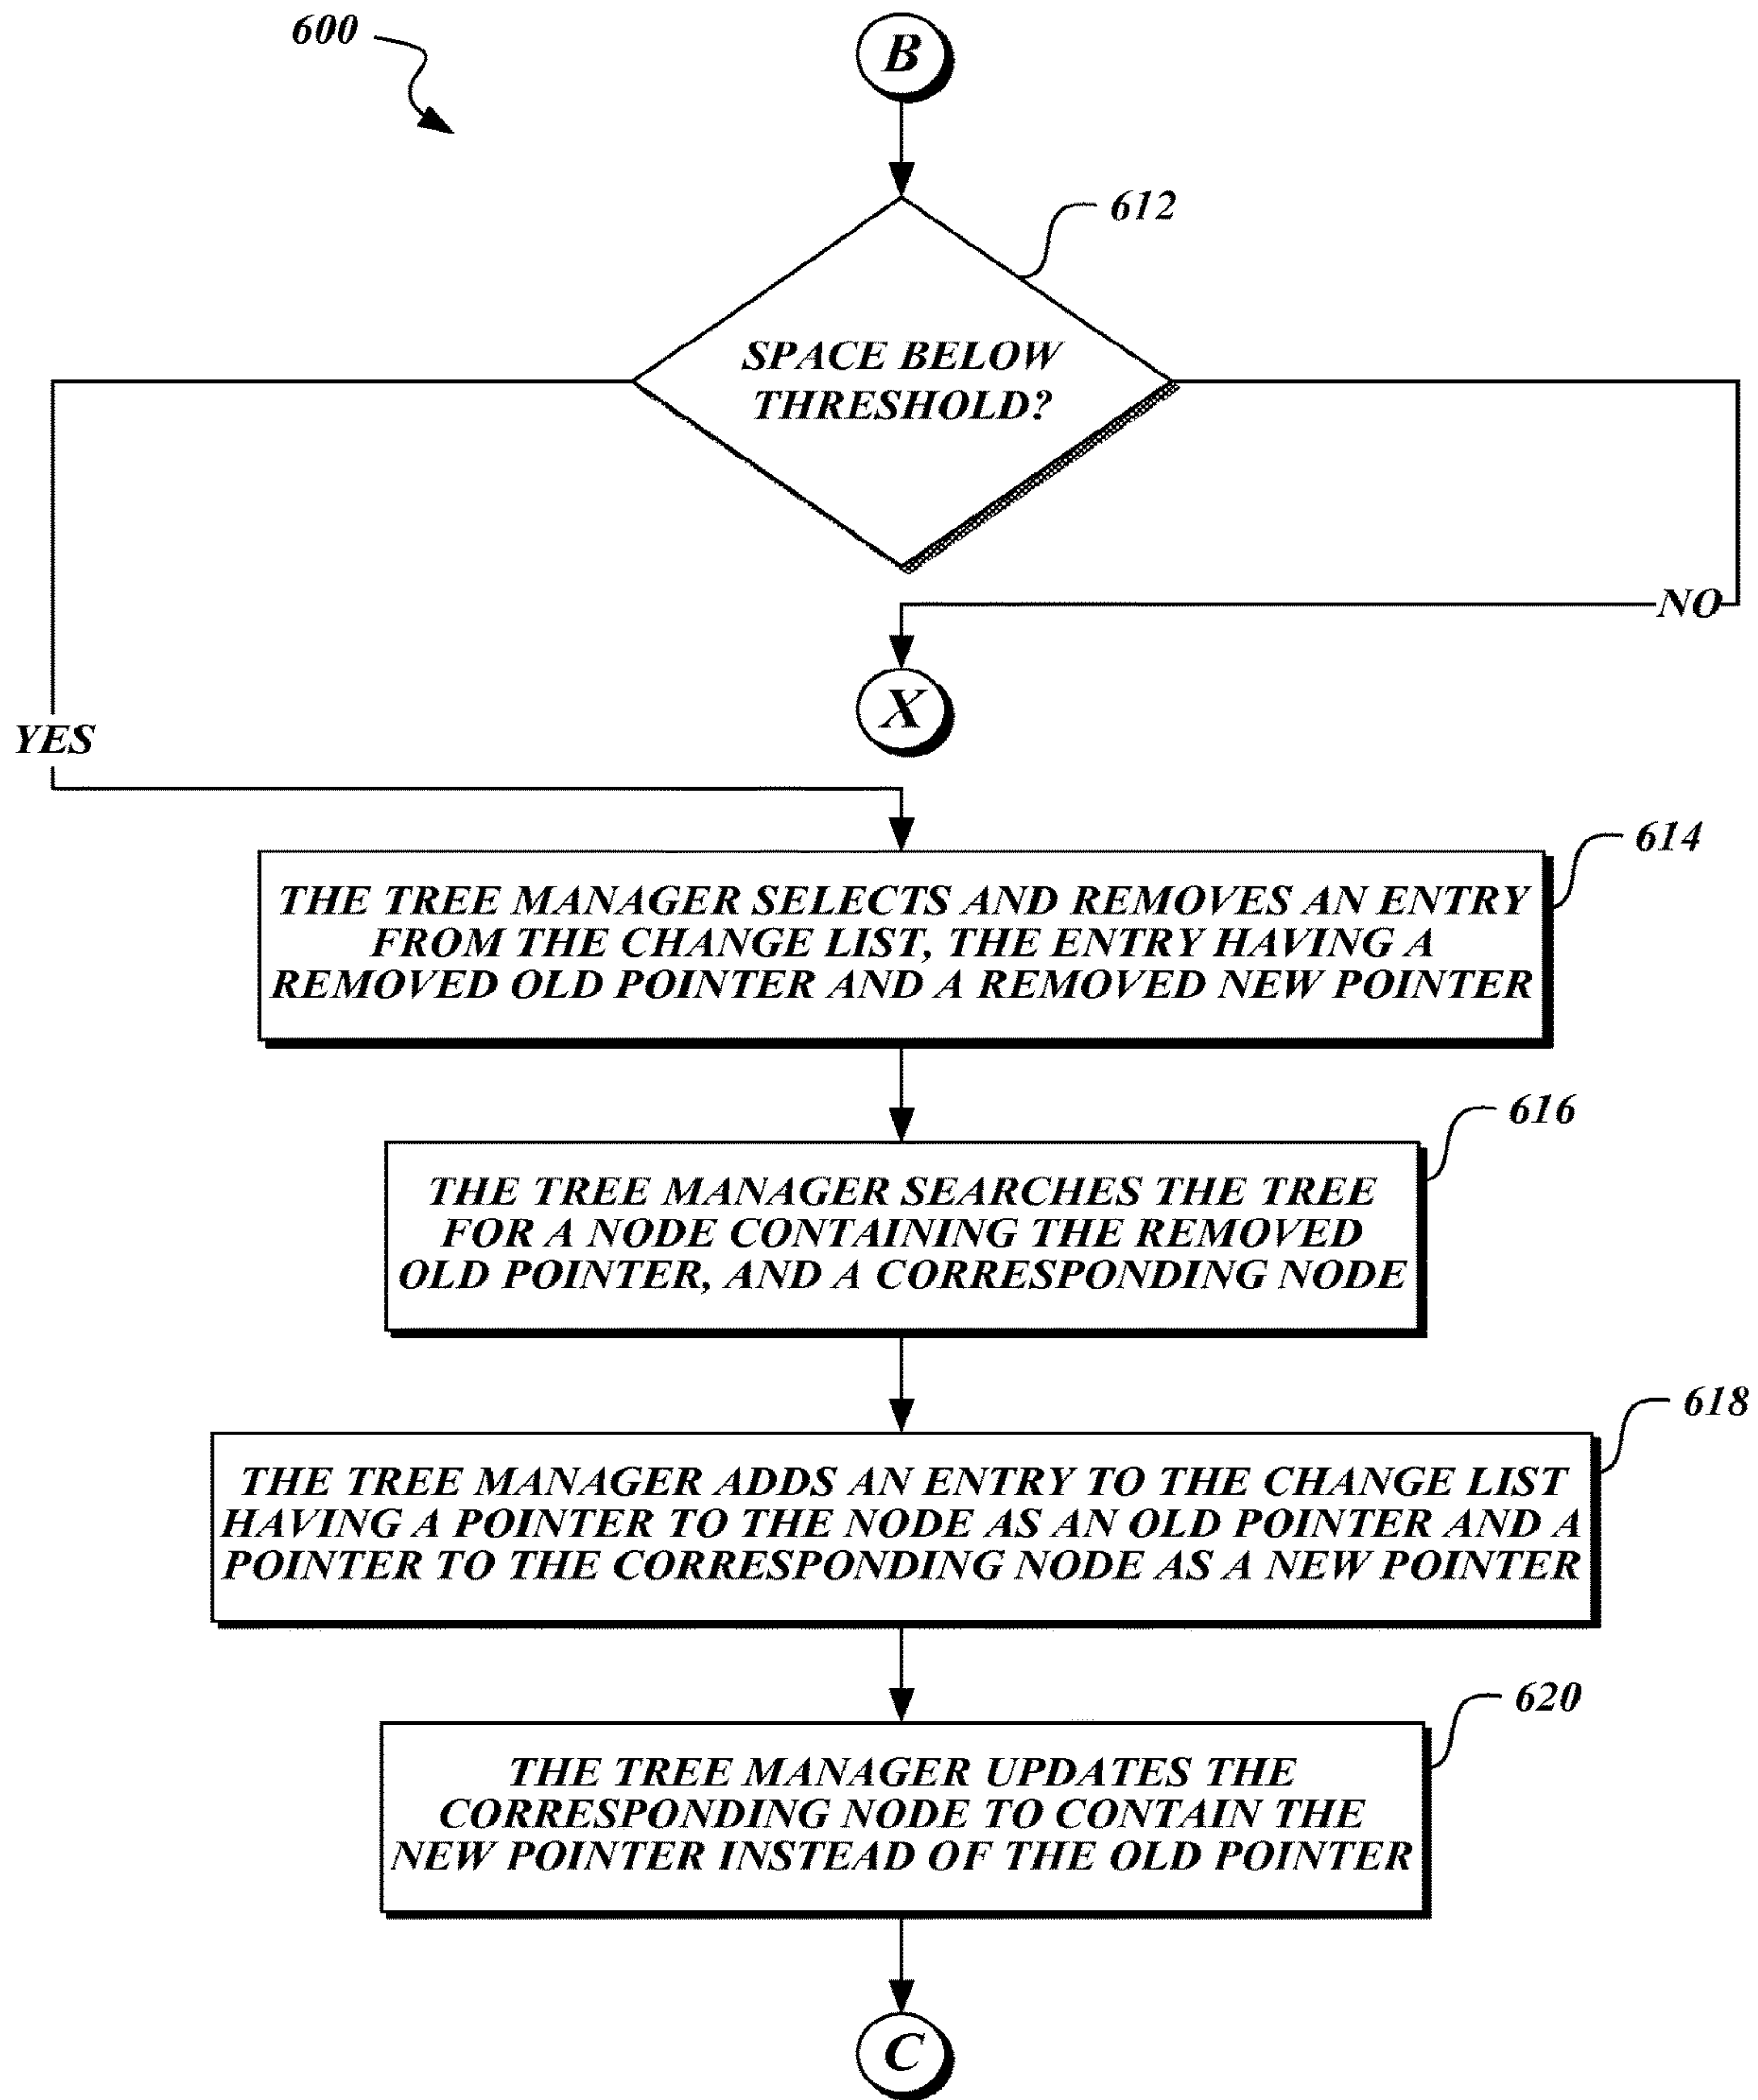 600
B
612
SPACE BELOW
THRESHOLD?
NO
X
YES
614
THE TREE MANAGER SELECTS AND REMOVES AN ENTRY
FROM THE CHANGE LIST, THE ENTRY HAVING A
REMOVED OLD POINTER AND A REMOVED NEW POINTER
616
THE TREE MANAGER SEARCHES THE TREE
FOR A NODE CONTAINING THE REMOVED
OLD POINTER, AND A CORRESPONDING NODE
618
THE TREE MANAGER ADDS AN ENTRY TO THE CHANGE LIST
HAVING A POINTER TO THE NODE AS AN OLD POINTER AND A
POINTER TO THE CORRESPONDING NODE AS A NEW POINTER
620
THE TREE MANAGER UPDATES THE
CORRESPONDING NODE TO CONTAIN THE
NEW POINTER INSTEAD OF THE OLD POINTER
C